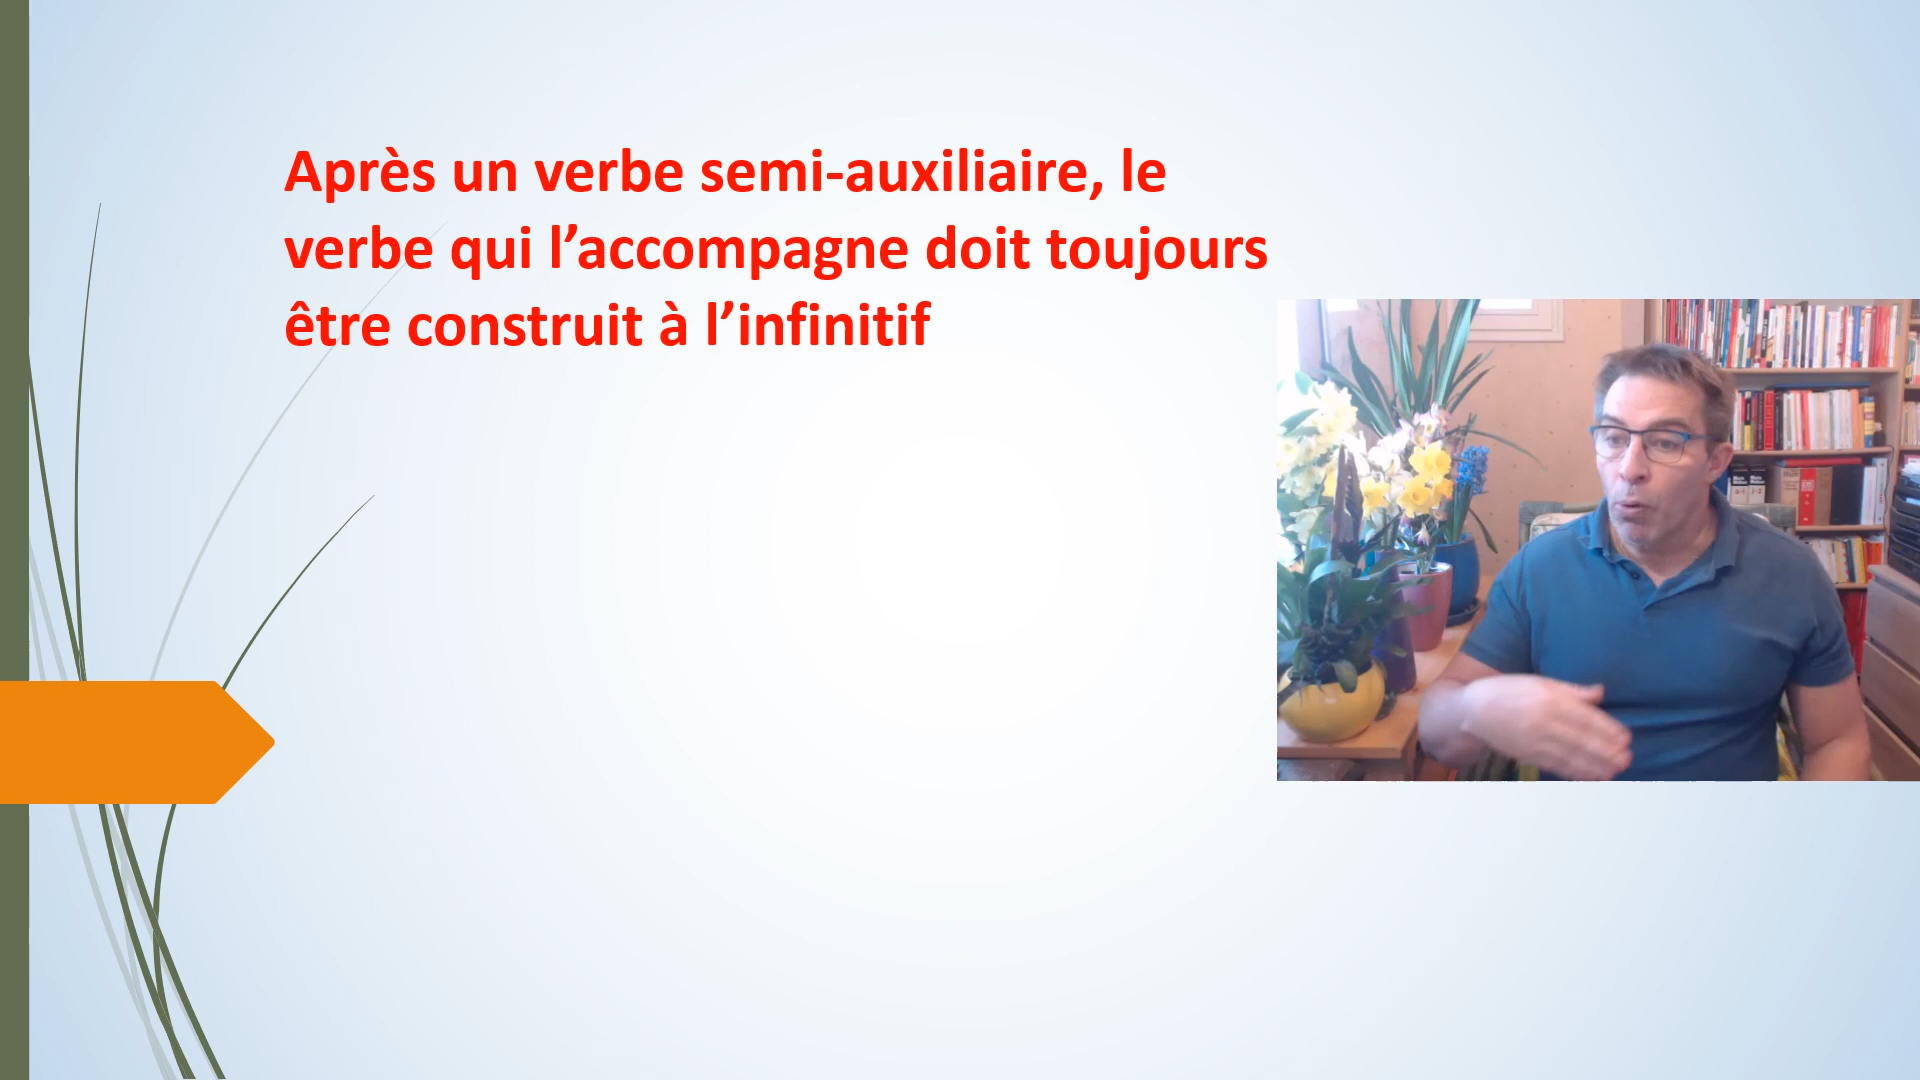 Après un verbe semi-auxiliaire, le
verbe qui l’accompagne doit toujours
être construit à l’infinitif